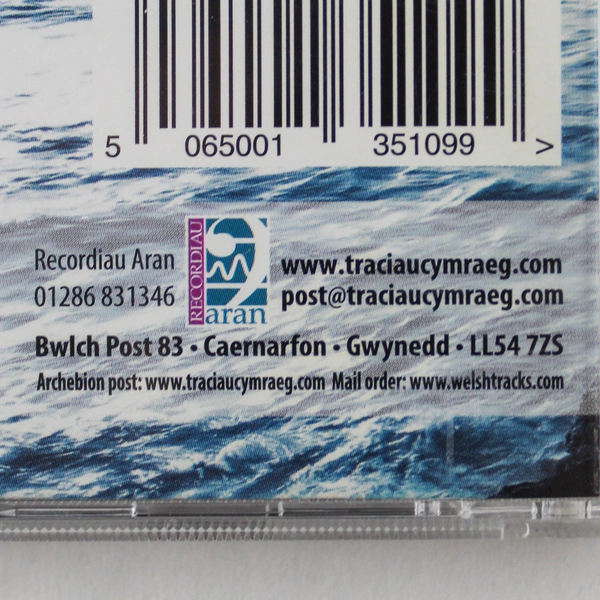 5 065001 351099 >
Recordiau Aran
01286 831346
RECORDIAU
aran
www.traciaucymraeg.com
post@traciaucymraeg.com
Bwlch Post 83 • Caernarfon • Gwynedd • LL54 7ZS
Archebion post: www.traciaucymraeg.com Mail order: www.welshtracks.com